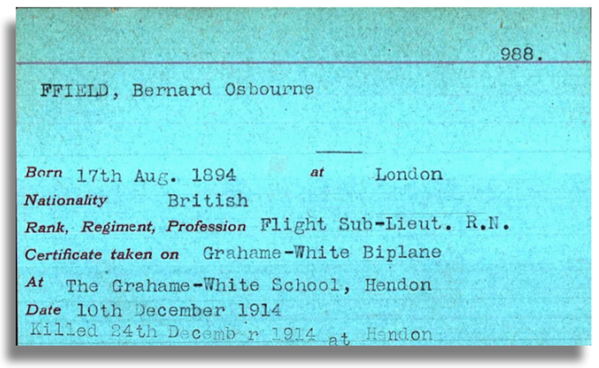 988.
FFIELD, Bernard Osbourne
Born 17th Aug. 1894 at London
Nationality British
Rank, Regiment, Profession Flight Sub-Lieut. R.N.
Certificate taken on Grahame-White Biplane
At The Grahame-White School, Hendon
Date 10th December 1914
Killed 24th Decemb r 1914 at Hendon